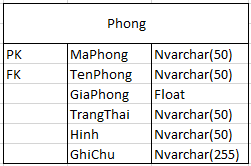 Phong
PK MaPhong Nvarchar(50)
FK TenPhong Nvarchar(50)
GiaPhong Float
TrangThai Nvarchar(50)
Hinh Nvarchar(50)
GhiChu Nvarchar(255)